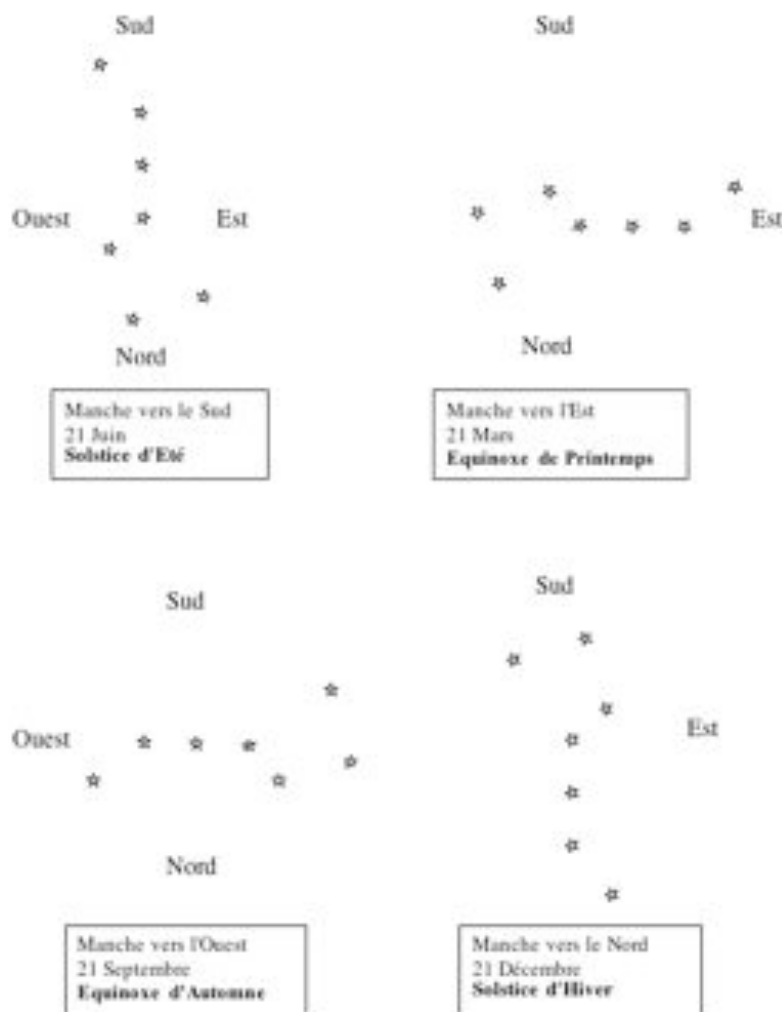 Sud
Ouest
Est
Nord
Manche vers le Sud
21 Juin
Solstice d'Eté
Sud
Est
Nord
Manche vers l'Est
21 Mars
Equinoxe de Printemps
Sud
Ouest
Nord
Manche vers l'Ouest
21 Septembre
Equinoxe d'Automne
Sud
Est
Manche vers le Nord
21 Décembre
Solstice d'Hiver